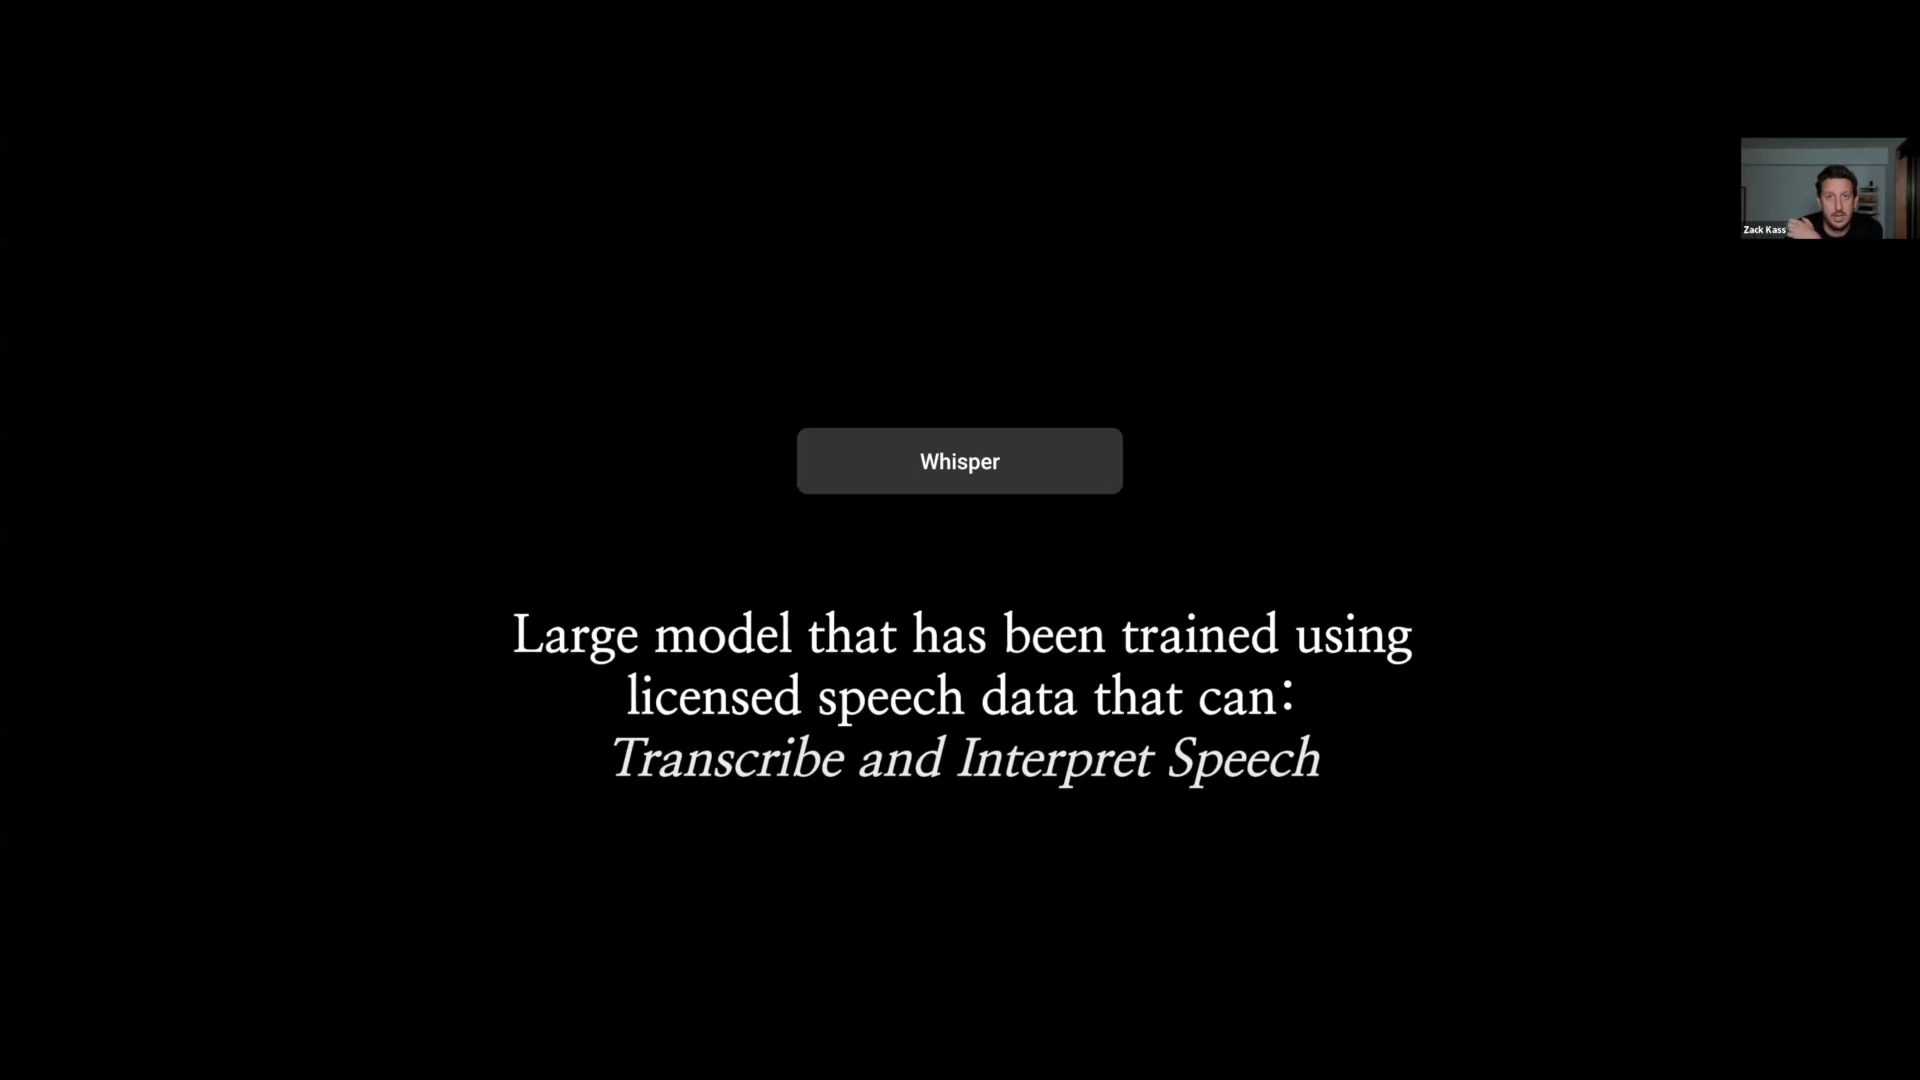 Zack Kass
Whisper
Large model that has been trained using
licensed speech data that can:
Transcribe and Interpret Speech